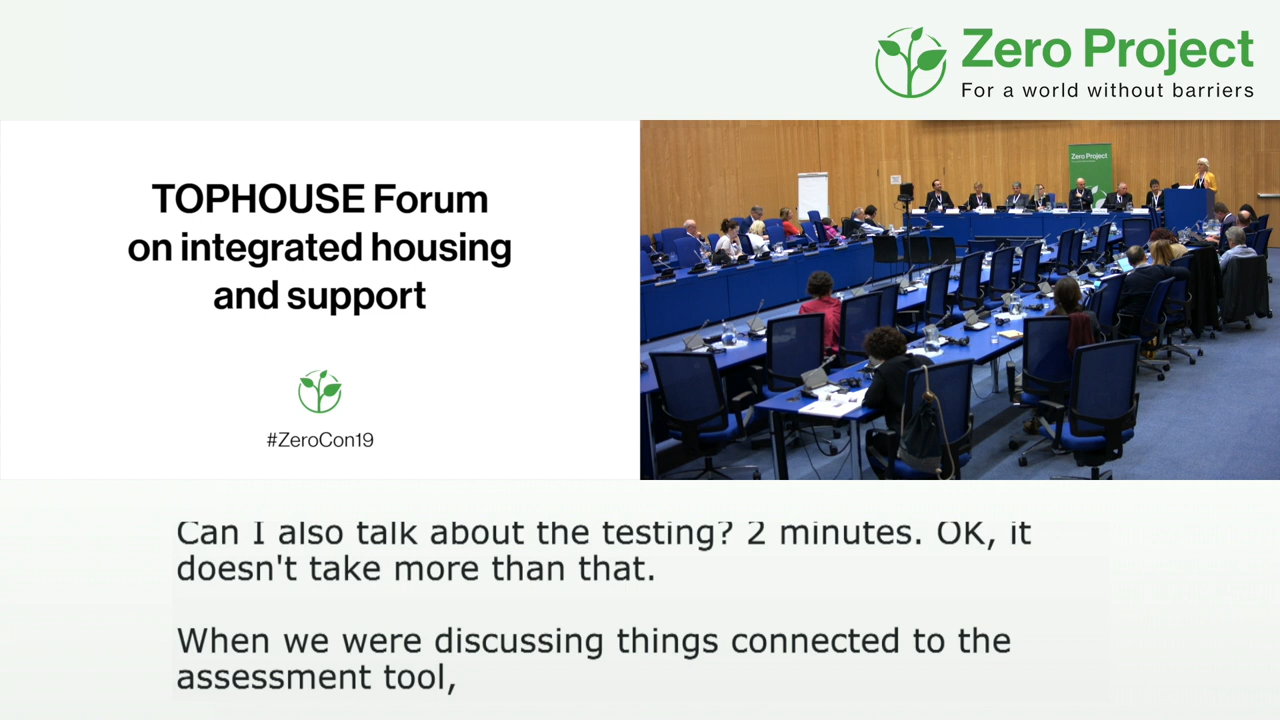 Zero Project
For a world without barriers
TOPHOUSE Forum
on integrated housing
and support
#ZeroCon19
Zero Project
Can I also talk about the testing? 2 minutes. OK, it
doesn't take more than that.
When we were discussing things connected to the
assessment tool,